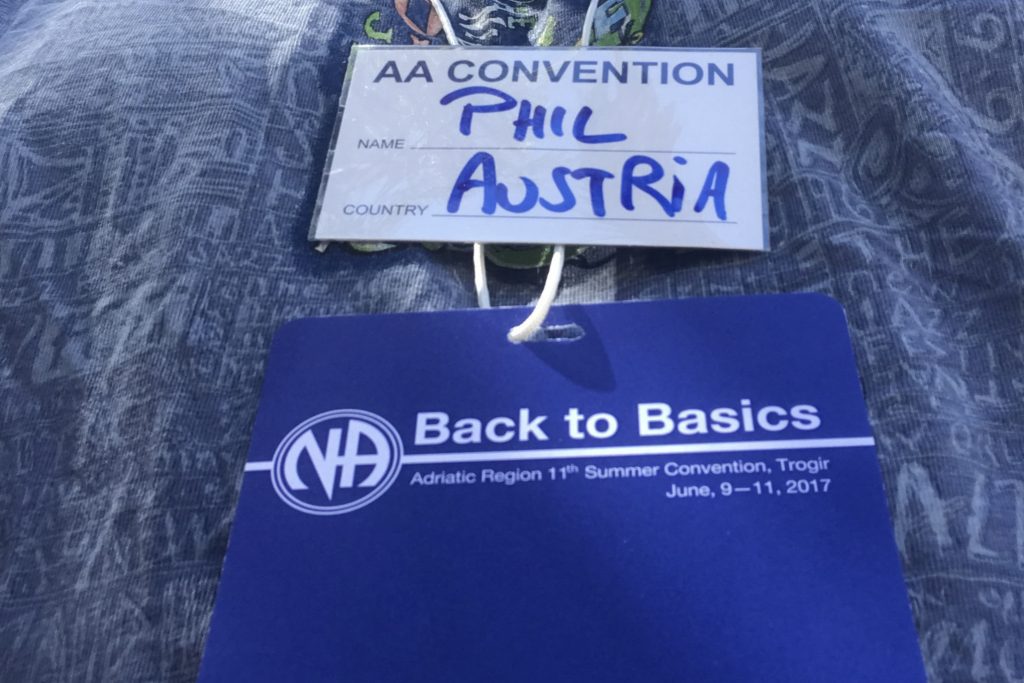 AA CONVENTION
NAME PHIL
COUNTRY AUSTRiA
NA Back to Basics
Adriatic Region 11th Summer Convention, Trogir
June, 9—11, 2017